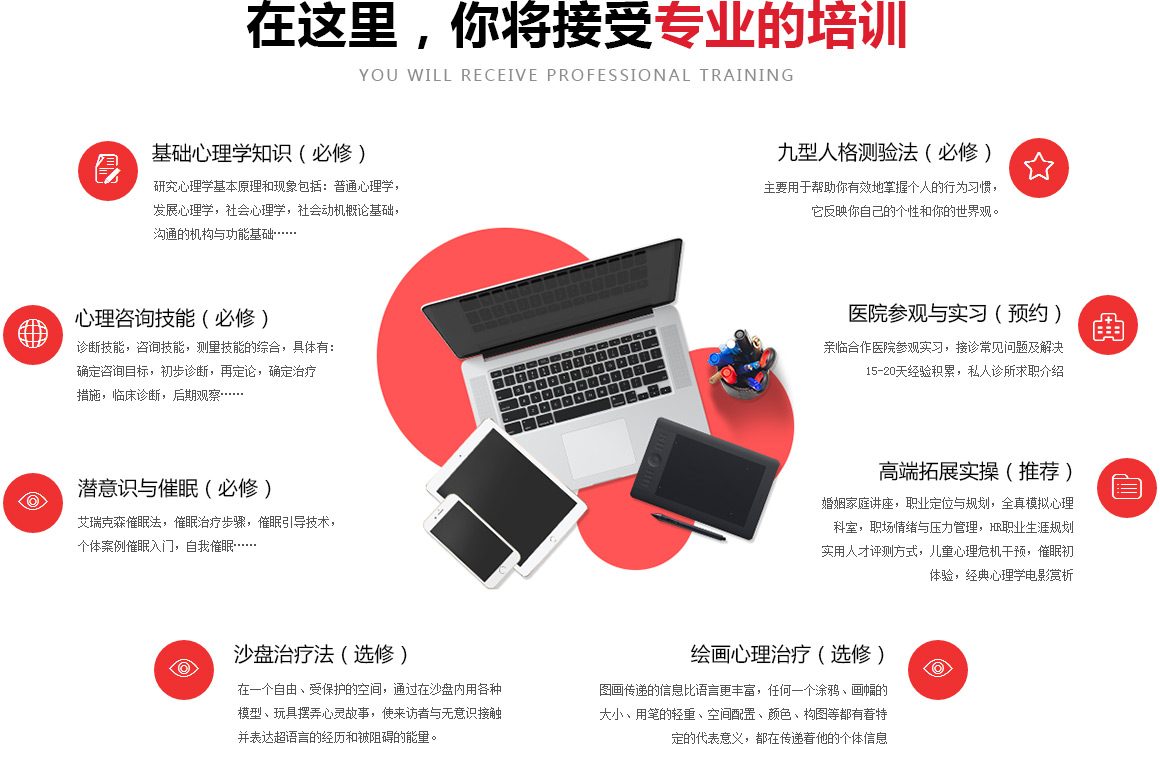 在这里，你将接受专业的培训
YOU WILL RECEIVE PROFESSIONAL TRAINING
基础心理学知识（必修）
研究心理学基本原理和现象包括：普通心理学，
发展心理学，社会心理学，社会动机概论基础，
沟通的机构与功能基础……
九型人格测验法（必修）
主要用于帮助你有效地掌握个人的行为习惯，
它反映你自己的个性和你的世界观。
心理咨询技能（必修）
诊断技能，咨询技能，测量技能的综合，具体有：
确定咨询目标，初步诊断，再定论，确定治疗
措施，临床诊断，后期观察……
医院参观与实习（预约）
亲临合作医院参观实习，接诊常见问题及解决
15-20天经验积累，私人诊所求职介绍
潜意识与催眠（必修）
艾瑞克森催眠法，催眠治疗步骤，催眠引导技术，
个体案例催眠入门，自我催眠……
高端拓展实操（推荐）
婚姻家庭讲座，职业定位与规划，全真模拟心理
科室，职场情绪与压力管理，HR职业生涯规划
实用人才评测方式，儿童心理危机干预，催眠初
体验，经典心理学电影赏析
沙盘治疗法（选修）
在一个自由、受保护的空间，通过在沙盘内用各种
模型、玩具摆弄心灵故事，使来访者与无意识接触
并表达超语言的经历和被阻碍的能量。
绘画心理治疗（选修）
图画传递的信息比语言更丰富，任何一个涂鸦、画幅的
大小、用笔的轻重、空间配置、颜色、构图等都有着特
定的代表意义，都在传递着他的个体信息